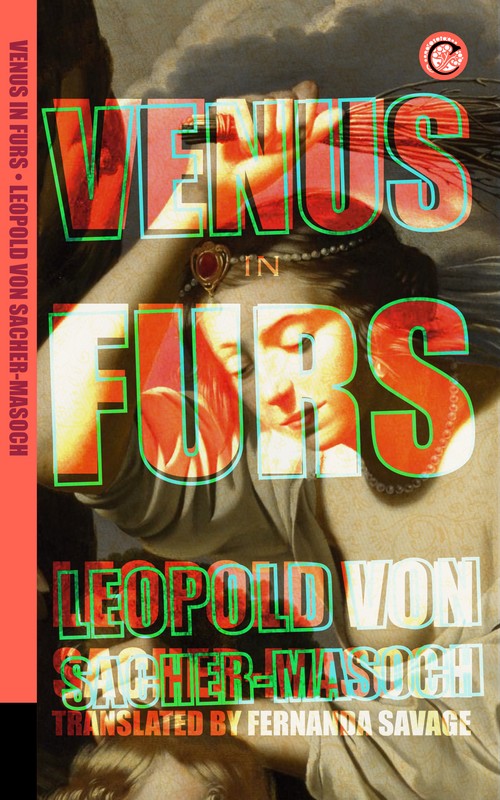 VENUS IN FURS • LEOPOLD VON SACHER-MASOCH
VENUS
IN
FURS
LEOPOLD VON
SACHER-MASOCH
TRANSLATED BY FERNANDA SAVAGE
C